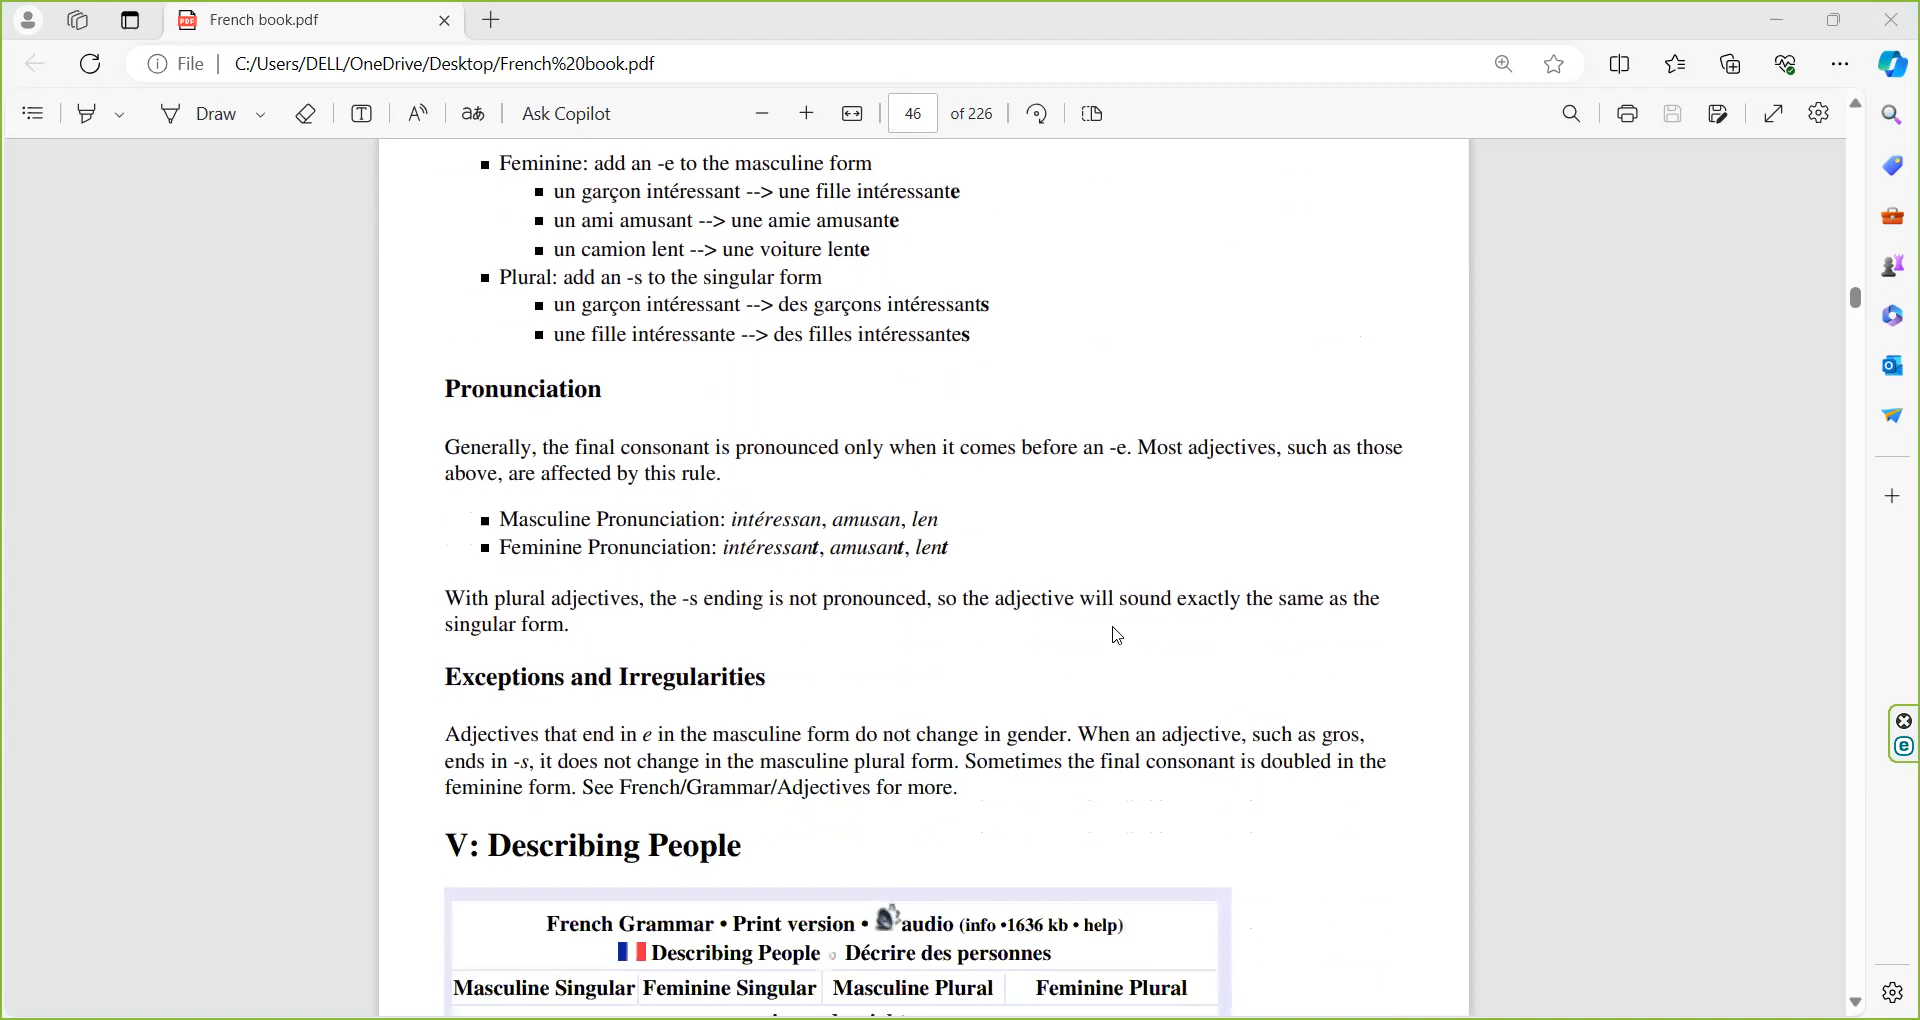 French book.pdf
File
C:/Users/DELL/OneDrive/Desktop/French%20book.pdf
Draw
Ask Copilot
46 of 226
Feminine: add an -e to the masculine form
un garçon intéressant --> une fille intéressante
un ami amusant --> une amie amusante
un camion lent --> une voiture lente
Plural: add an -s to the singular form
un garçon intéressant --> des garçons intéressants
une fille intéressante --> des filles intéressantes
Pronunciation
Generally, the final consonant is pronounced only when it comes before an -e. Most adjectives, such as those
above, are affected by this rule.
Masculine Pronunciation: intéressan, amusan, len
Feminine Pronunciation: intéressant, amusant, lent
With plural adjectives, the -s ending is not pronounced, so the adjective will sound exactly the same as the
singular form.
Exceptions and Irregularities
Adjectives that end in e in the masculine form do not change in gender. When an adjective, such as gros,
ends in -s, it does not change in the masculine plural form. Sometimes the final consonant is doubled in the
feminine form. See French/Grammar/Adjectives for more.
V: Describing People
French Grammar • Print version • audio (info •1636 kb • help)
Describing People Décrire des personnes
Masculine Singular Feminine Singular Masculine Plural Feminine Plural